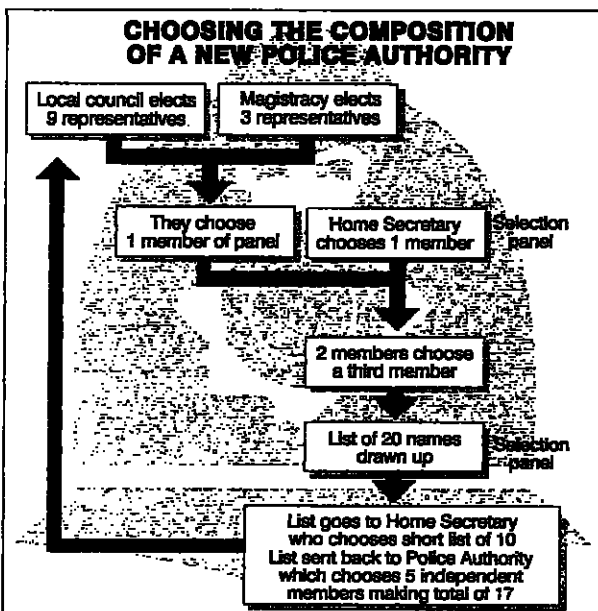 CHOOSING THE COMPOSITION
OF A NEW POLICE AUTHORITY
Local council elects
9 representatives.
Magistracy elects
3 representatives
They choose
1 member of panel
Home Secretary
chooses 1 member
Selection
panel
2 members choose
a third member
List of 20 names
drawn up
Selection
panel
List goes to Home Secretary
who chooses short list of 10
List sent back to Police Authority
which chooses 5 independent
members making total of 17